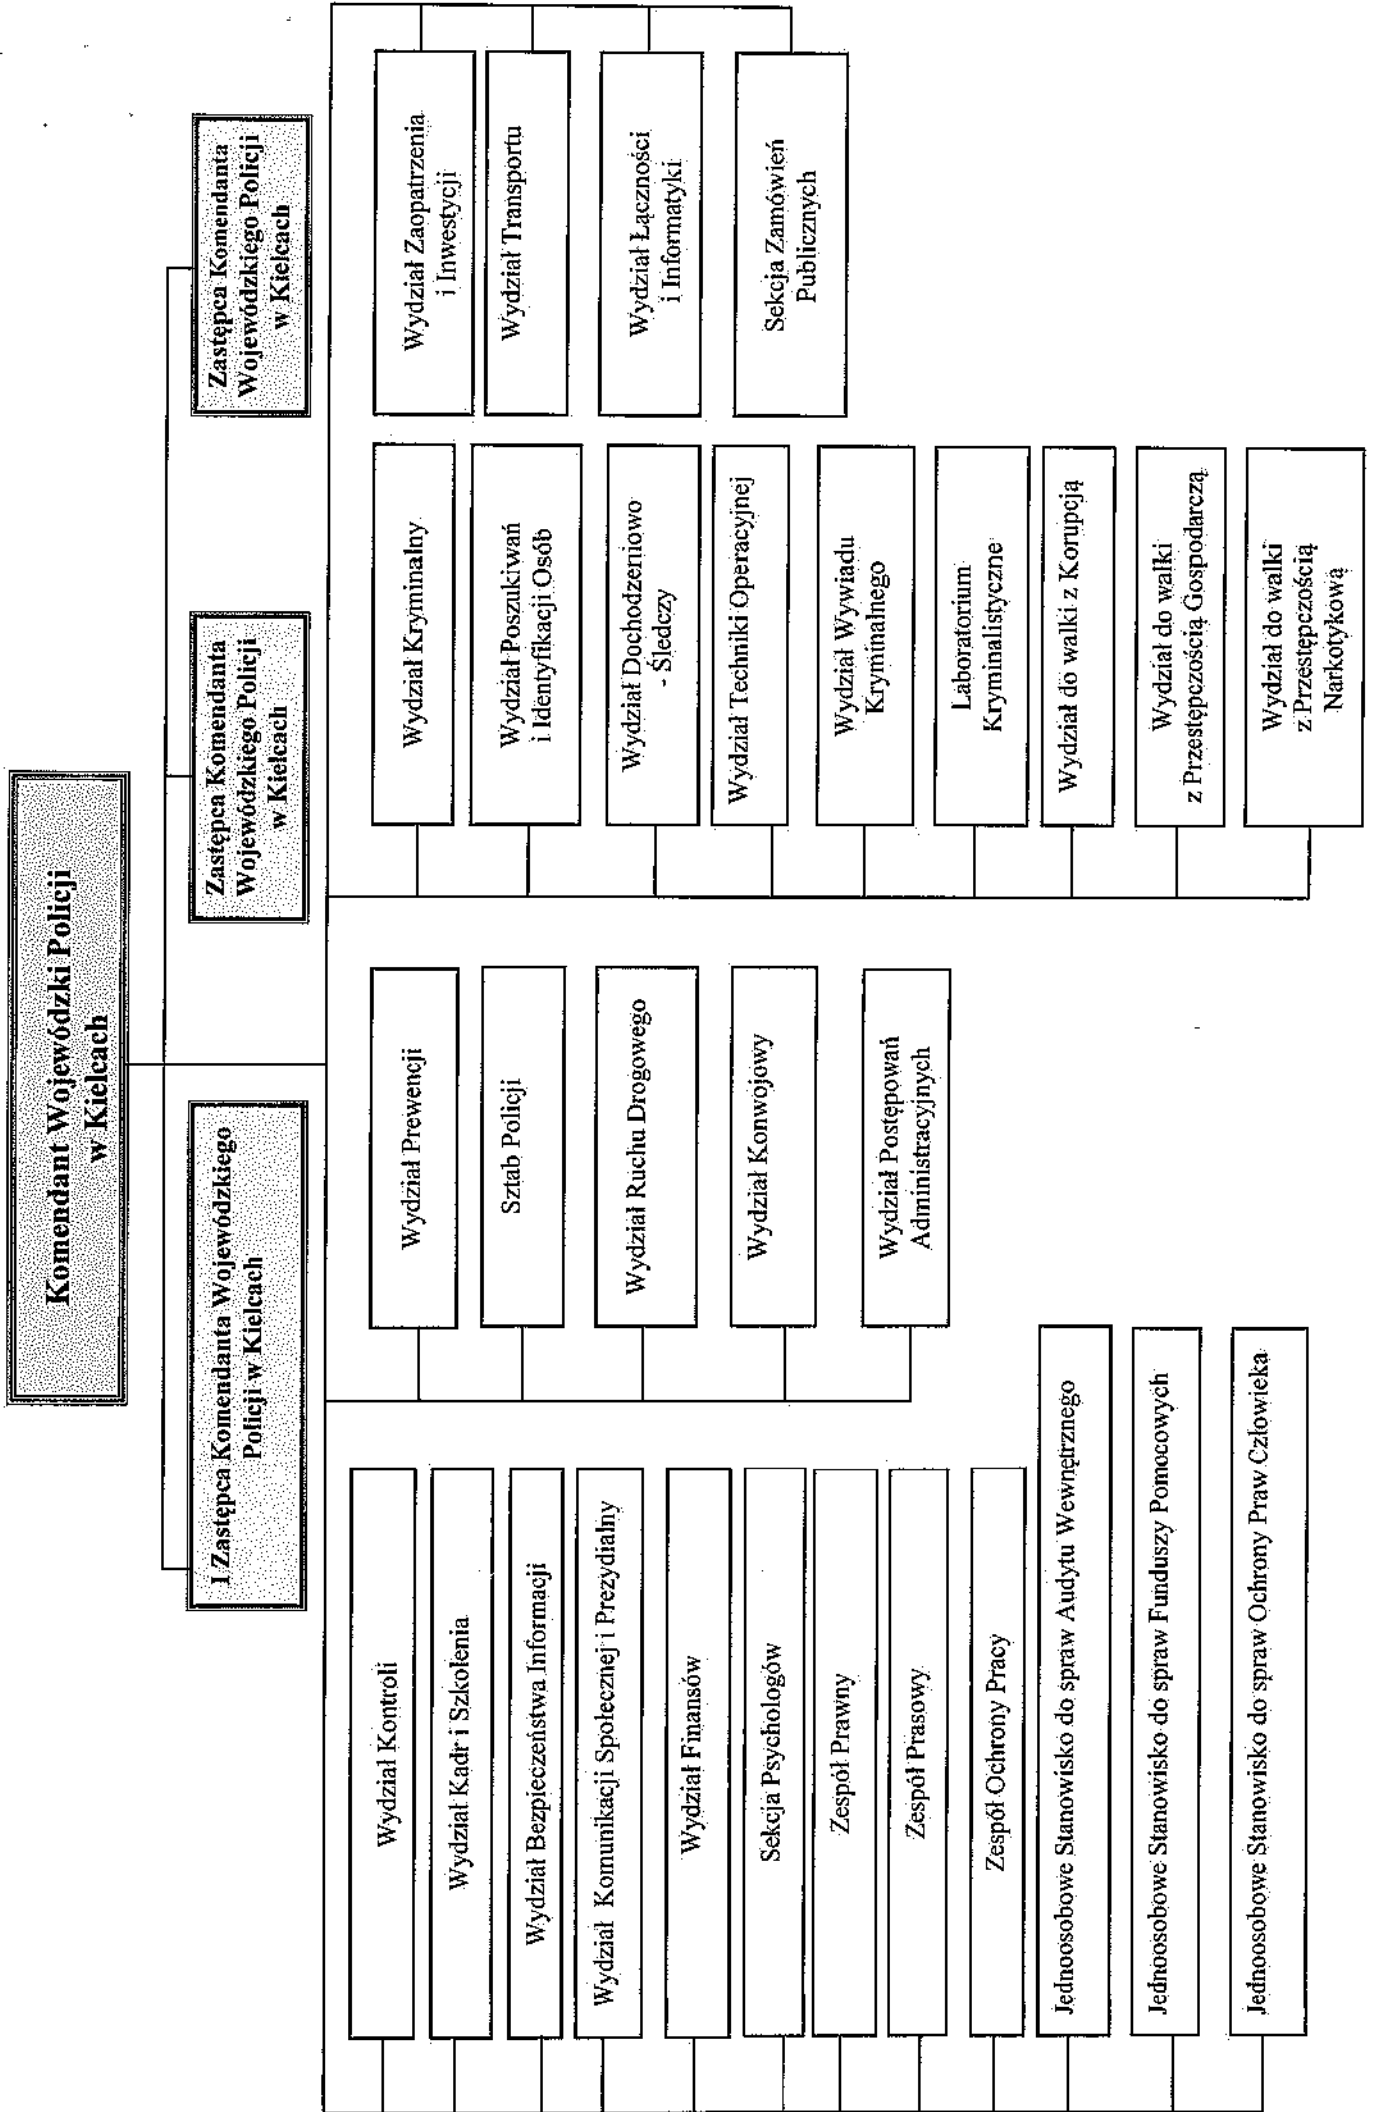 Komendant Wojewódzki Policji
w Kielcach
I Zastępca Komendanta Wojewódzkiego
Policji w Kielcach
Zastępca Komendanta
Wojewódzkiego Policji
w Kielcach
Zastępca Komendanta
Wojewódzkiego Policji
w Kielcach
Wydział Kontroli
Wydział Kadr i Szkolenia
Wydział Bezpieczeństwa Informacji
Wydział Komunikacji Społecznej i Prezydialny
Wydział Finansów
Sekcja Psychologów
Zespół Prawny
Zespół Prasowy
Zespół Ochrony Pracy
Jednoosobowe Stanowisko do spraw Audytu Wewnętrznego
Jednoosobowe Stanowisko do spraw Funduszy Pomocowych
Jednoosobowe Stanowisko do spraw Ochrony Praw Człowieka
Wydział Prewencji
Sztab Policji
Wydział Ruchu Drogowego
Wydział Konwojowy
Wydział Postępowań
Administracyjnych
Wydział Kryminalny
Wydział Poszukiwań
i Identyfikacji Osób
Wydział Dochodzeniowo
- Śledczy
Wydział Techniki Operacyjnej
Wydział Wywiadu
Kryminalnego
Laboratorium
Kryminalistyczne
Wydział do walki z Korupcją
Wydział do walki
z Przestępczością Gospodarczą
Wydział do walki
z Przestępczością
Narkotykową
Wydział Zaopatrzenia
i Inwestycji
Wydział Transportu
Wydział Łączności
i Informatyki
Sekcja Zamówień
Publicznych